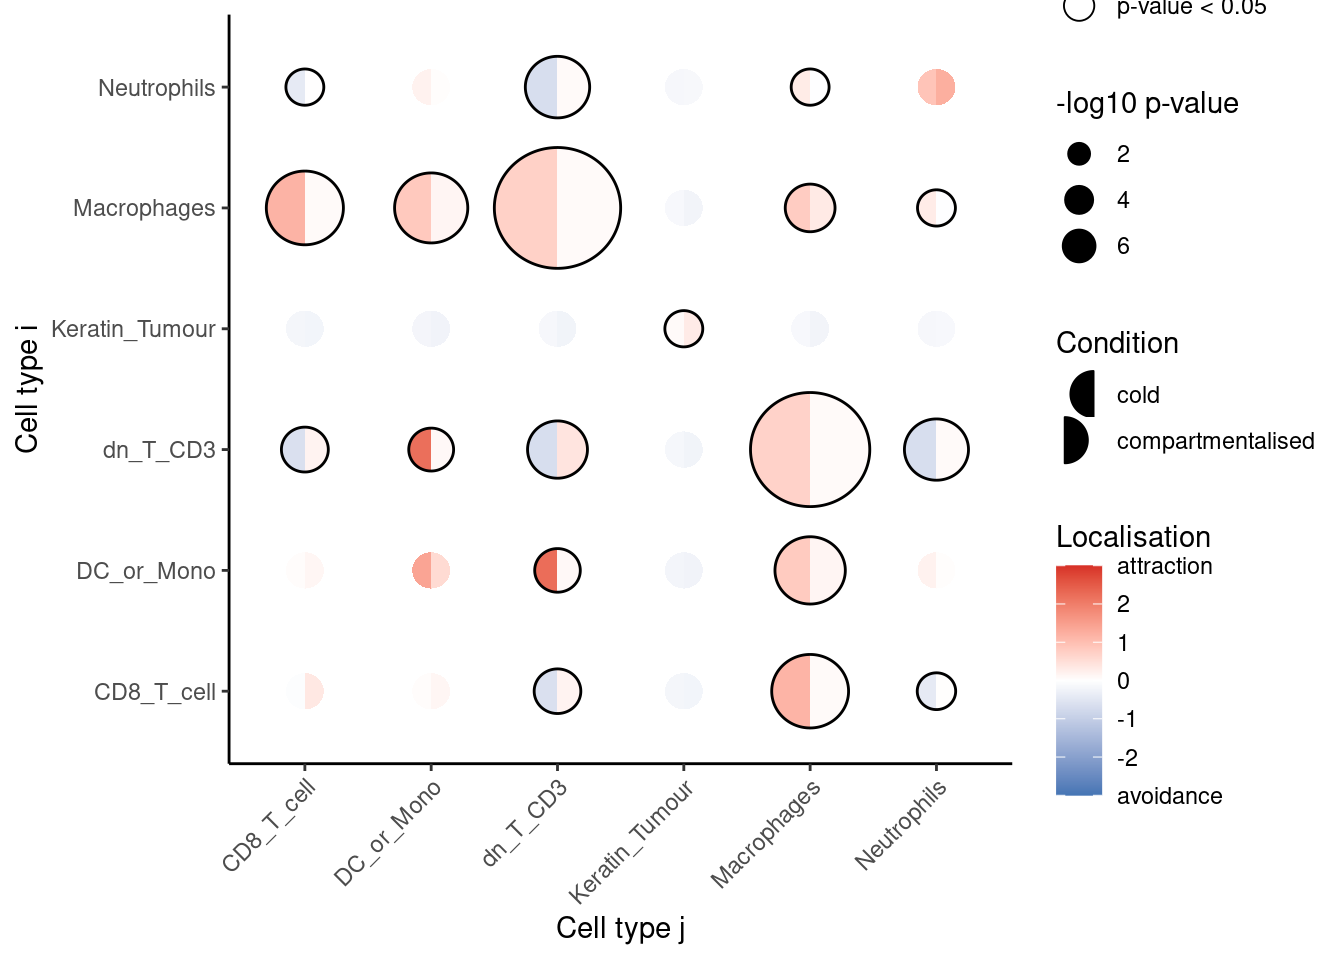 p-value < 0.05
-log10 p-value
2
4
6
Condition
cold
compartmentalised
Localisation
attraction
2
1
0
-1
-2
avoidance
Cell type i
Neutrophils
Macrophages
Keratin_Tumour
dn_T_CD3
DC_or_Mono
CD8_T_cell
CD8_T_cell
DC_or_Mono
dn_T_CD3
Keratin_Tumour
Macrophages
Neutrophils
Cell type j